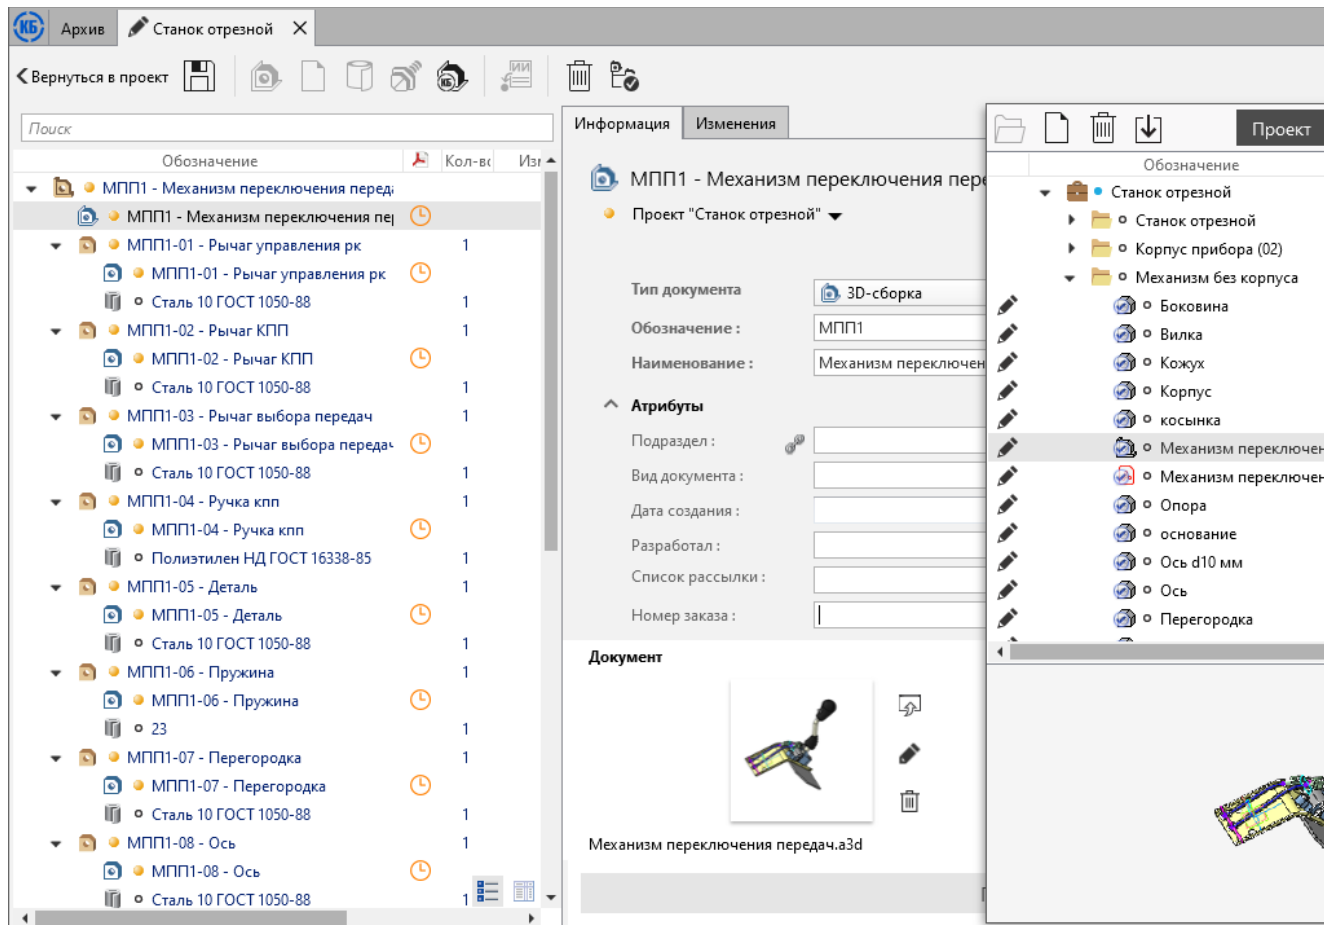 КБ Архив Станок отрезной
Вернуться в проект КБ ИИ
Поиск
Обозначение Кол-вс Изг
МПП1 - Механизм переключения перед
МПП1 - Механизм переключения пер
МПП1-01 - Рычаг управления рк 1
МПП1-01 - Рычаг управления рк
Сталь 10 ГОСТ 1050-88 1
МПП1-02 - Рычаг КПП 1
МПП1-02 - Рычаг КПП
Сталь 10 ГОСТ 1050-88 1
МПП1-03 - Рычаг выбора передач 1
МПП1-03 - Рычаг выбора передач
Сталь 10 ГОСТ 1050-88 1
МПП1-04 - Ручка кпп 1
МПП1-04 - Ручка кпп
Полиэтилен НД ГОСТ 16338-85 1
МПП1-05 - Деталь 1
МПП1-05 - Деталь
Сталь 10 ГОСТ 1050-88 1
МПП1-06 - Пружина 1
МПП1-06 - Пружина
23 1
МПП1-07 - Перегородка 1
МПП1-07 - Перегородка
Сталь 10 ГОСТ 1050-88 1
МПП1-08 - Ось 1
МПП1-08 - Ось
Сталь 10 ГОСТ 1050-88 1
Информация Изменения
МПП1 - Механизм переключения пере
Проект "Станок отрезной"
Тип документа 3D-сборка
Обозначение : МПП1
Наименование : Механизм переключен
Атрибуты
Подраздел :
Вид документа :
Дата создания :
Разработал :
Список рассылки :
Номер заказа :
Документ
Механизм переключения передач.a3d
Проект
Обозначение
Станок отрезной
Станок отрезной
Корпус прибора (02)
Механизм без корпуса
Боковина
Вилка
Кожух
Корпус
косынка
Механизм переключен
Механизм переключен
Опора
основание
Ось d10 мм
Ось
Перегородка